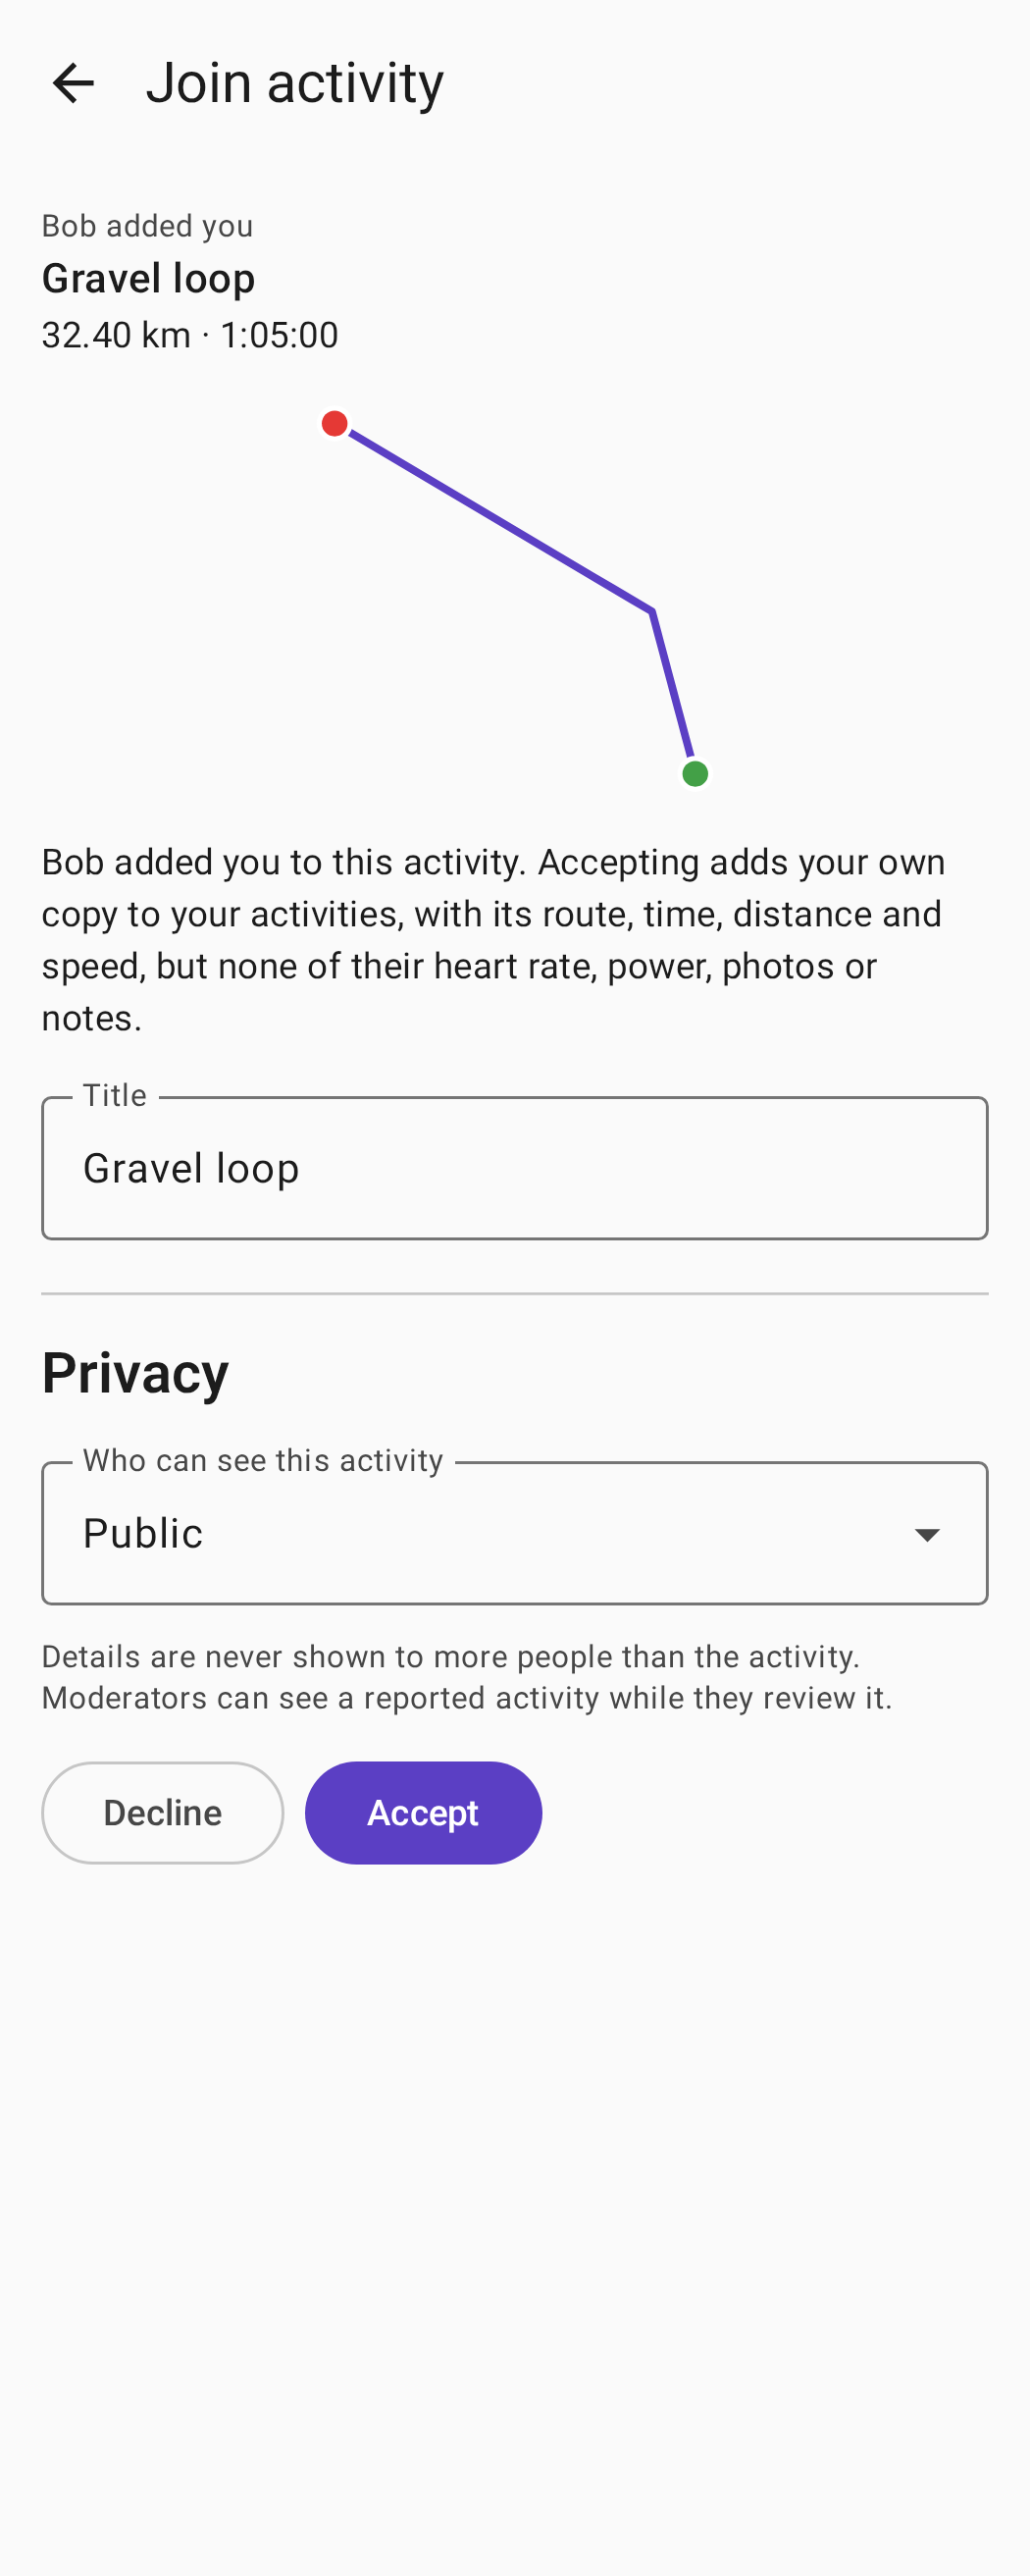 Join activity
Bob added you
Gravel loop
32.40 km · 1:05:00
Bob added you to this activity. Accepting adds your own
copy to your activities, with its route, time, distance and
speed, but none of their heart rate, power, photos or
notes.
Title
Gravel loop
Privacy
Who can see this activity
Public
Details are never shown to more people than the activity.
Moderators can see a reported activity while they review it.
Decline
Accept